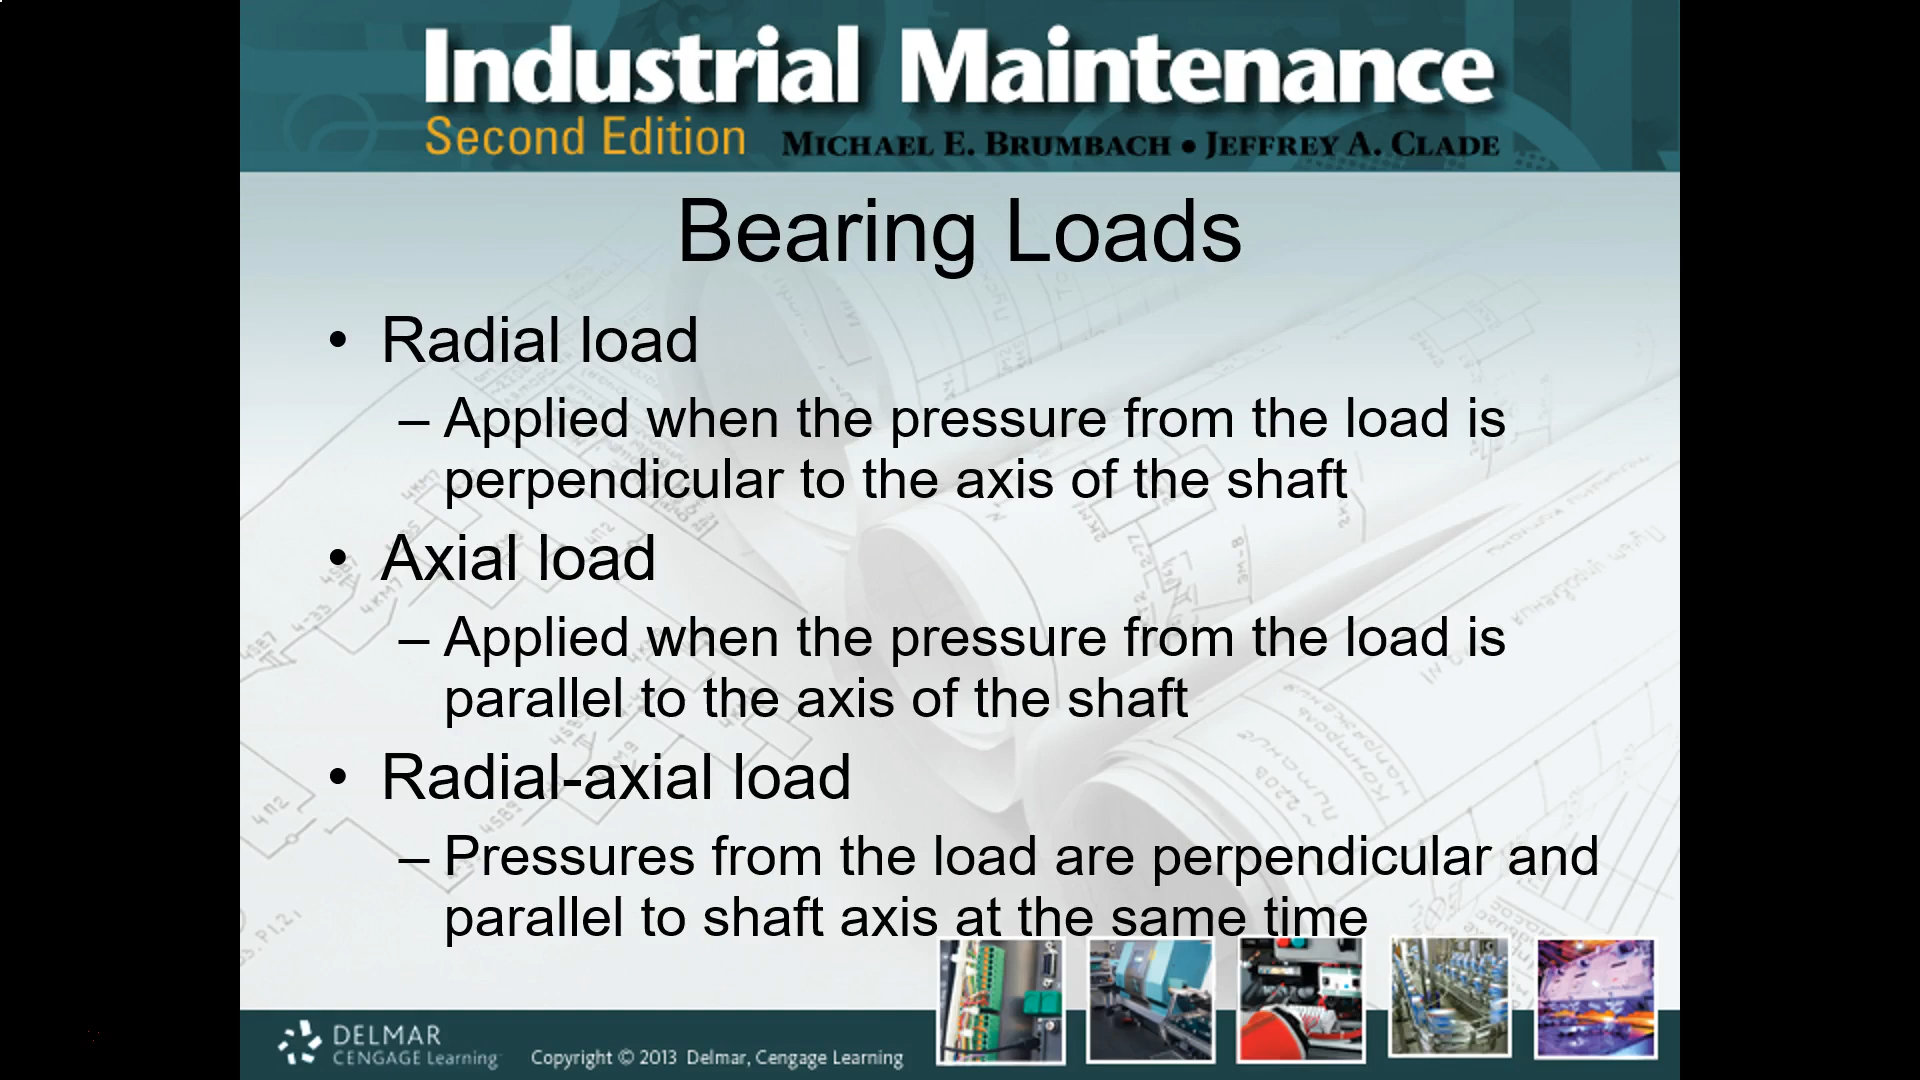 Industrial Maintenance
Second Edition MICHAEL E. BRUMBACH • JEFFREY A. CLADE
Bearing Loads
• Radial load
– Applied when the pressure from the load is
perpendicular to the axis of the shaft
• Axial load
– Applied when the pressure from the load is
parallel to the axis of the shaft
• Radial-axial load
– Pressures from the load are perpendicular and
parallel to shaft axis at the same time
DELMAR
CENGAGE Learning
Copyright © 2013 Delmar, Cengage Learning